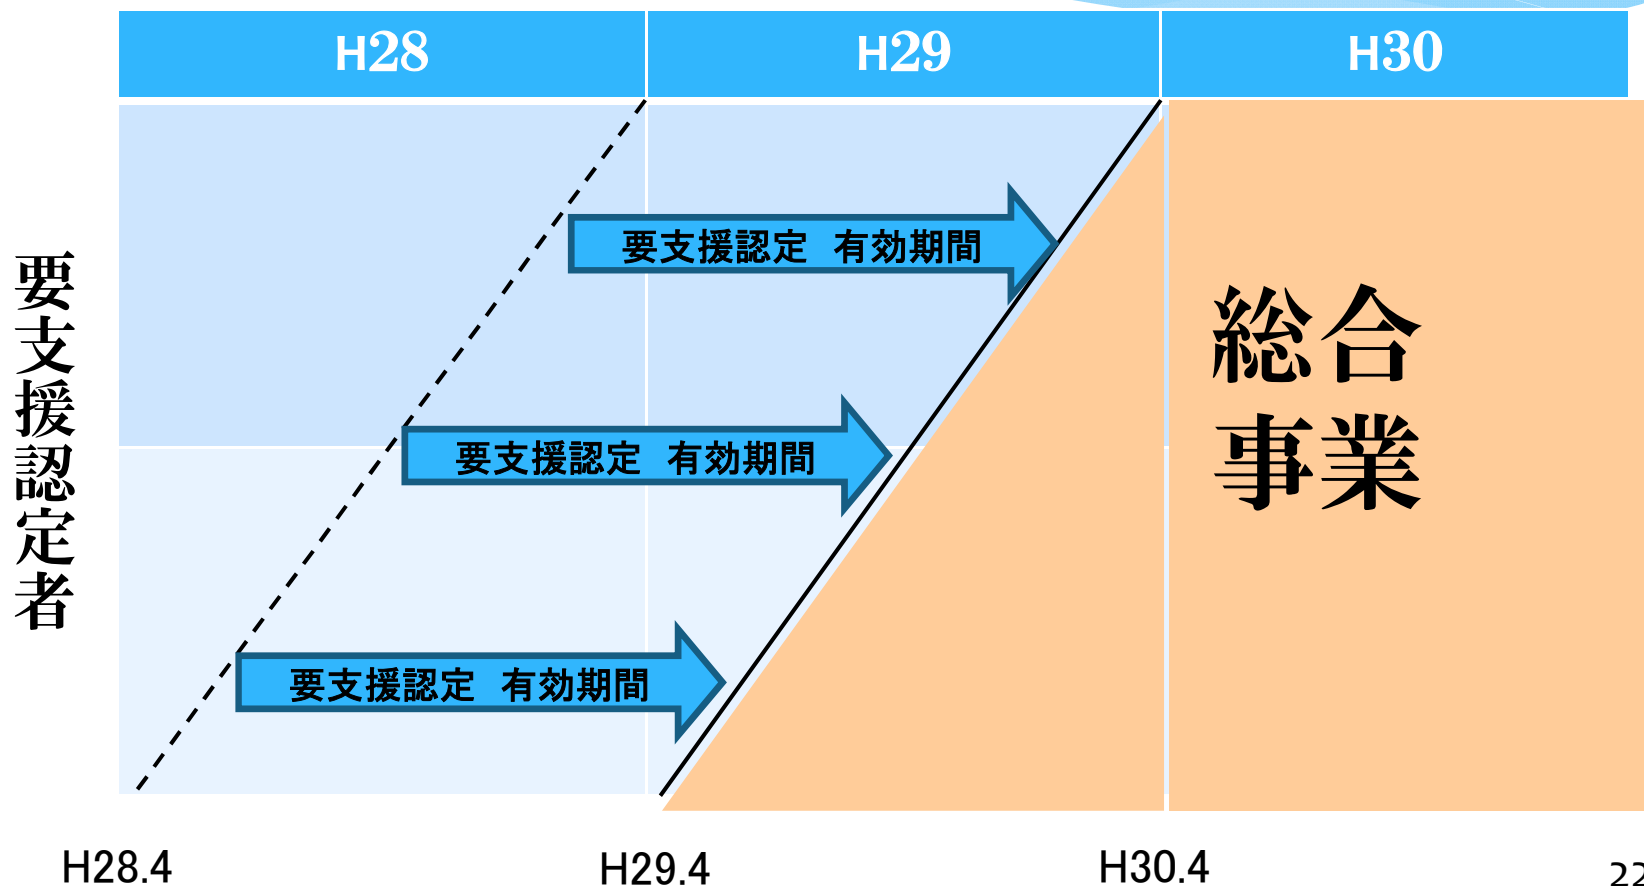 H28
H29
H30
要支援認定者
要支援認定　有効期間
要支援認定　有効期間
要支援認定　有効期間
総合
事業
H28.4
H29.4
H30.4
22